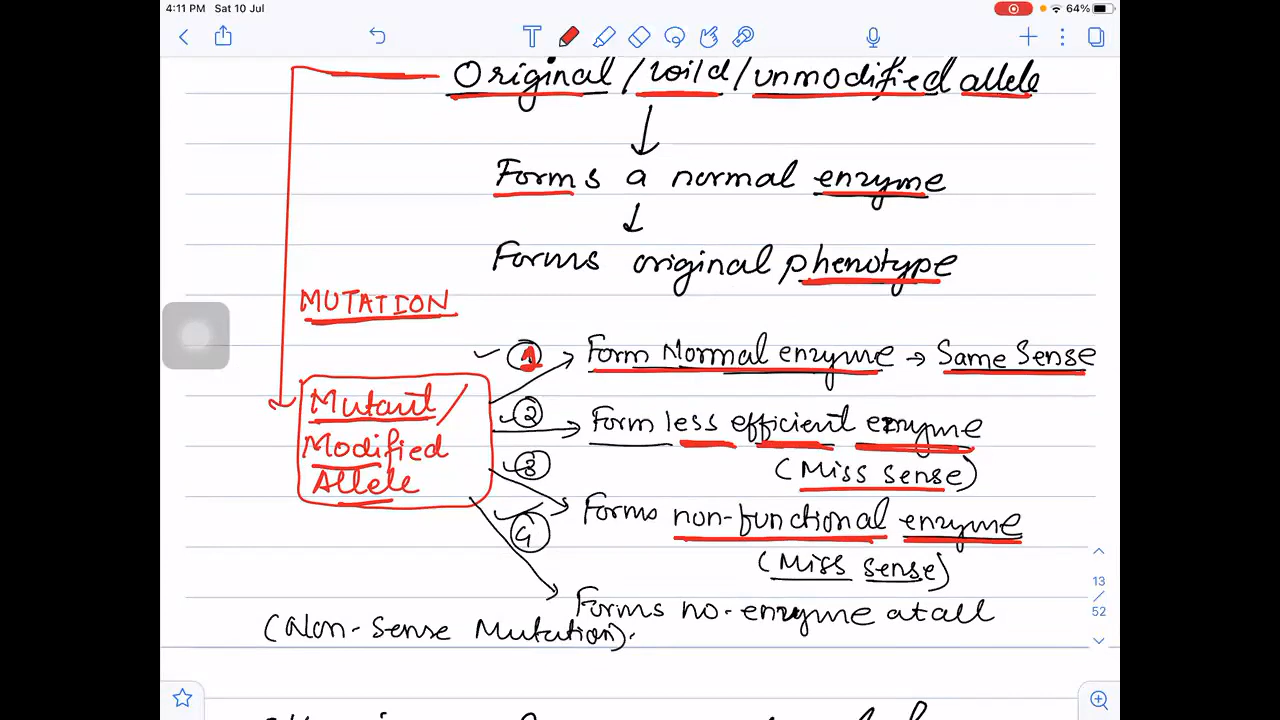 4:11 PM Sat 10 Jul
64%
T
Original / wild / unmodified allele
Forms a normal enzyme
Forms original phenotype
MUTATION
1 Form Normal enzyme → Same Sense
Mutant / Modified Allele
2 Form less efficient enzyme
(Miss sense)
3 Forms non-functional enzyme
(Miss sense)
4 Forms no-enzyme at all
(Non-Sense Mutation).
13
/
52